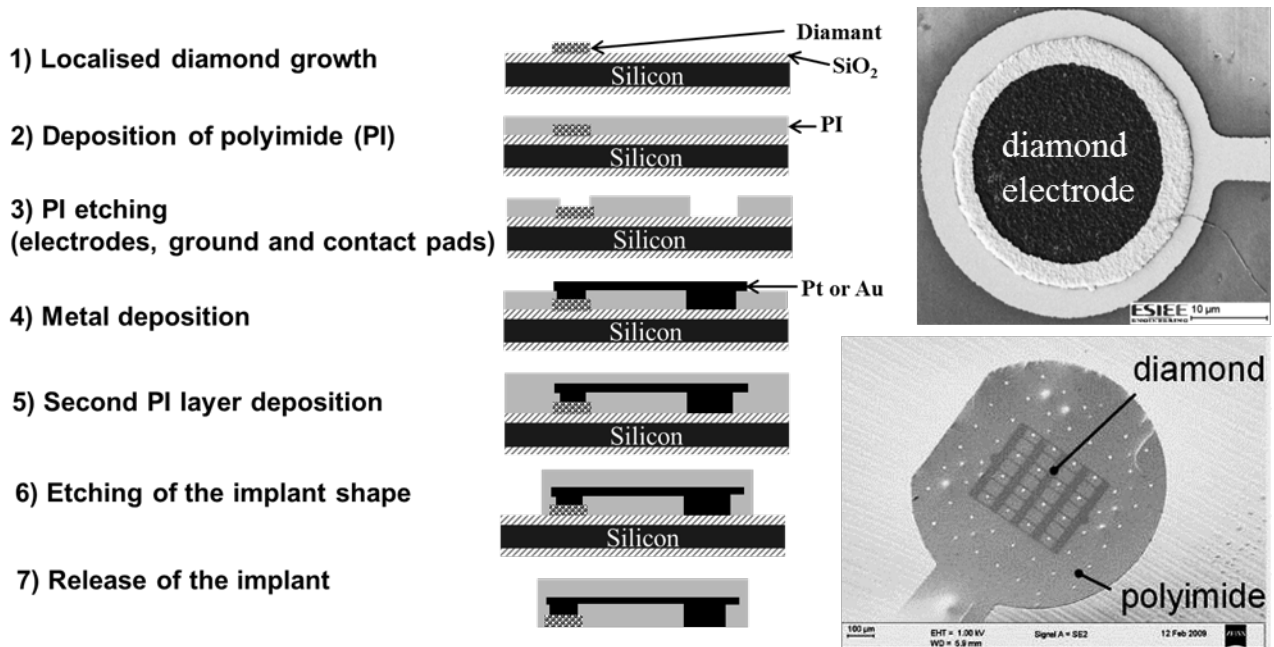 1) Localised diamond growth
Diamant
SiO₂
Silicon
2) Deposition of polyimide (PI)
PI
Silicon
3) PI etching
(electrodes, ground and contact pads)
Silicon
4) Metal deposition
Pt or Au
Silicon
5) Second PI layer deposition
Silicon
6) Etching of the implant shape
Silicon
7) Release of the implant
diamond
electrode
ESIEE
10 µm
diamond
polyimide
100 µm
EHT = 1.00 kV
WD = 5.9 mm
Signal A = SE2
12 Feb 2009
ZEISS